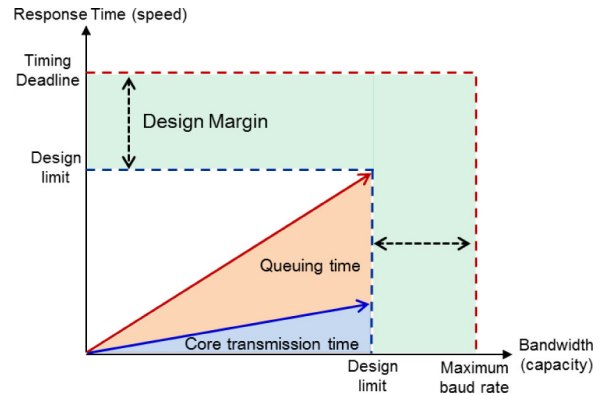 Response Time (speed)
Timing
Deadline
Design Margin
Design
limit
Queuing time
Core transmission time
Bandwidth
(capacity)
Design
limit
Maximum
baud rate